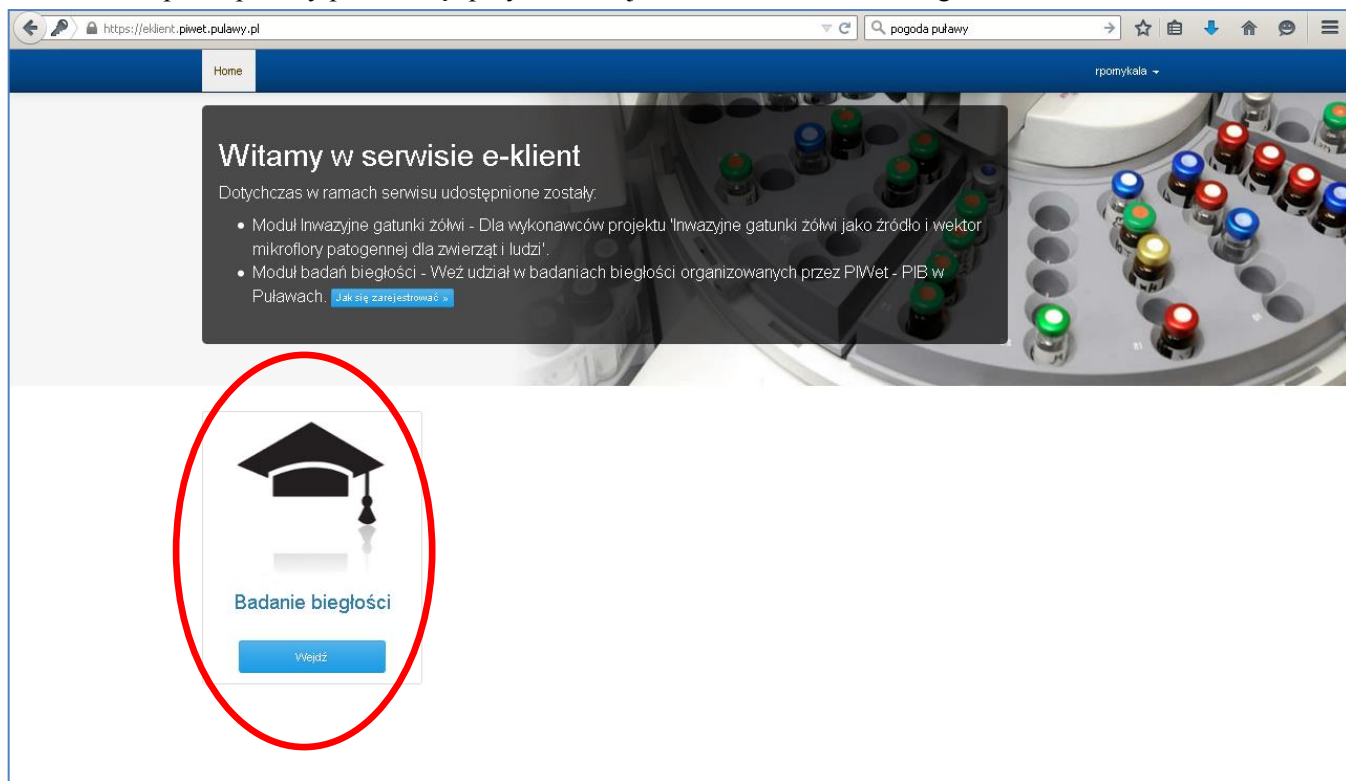 https://eklient.piwet.pulawy.pl
pogoda puławy
Home
rpomykala
Witamy w serwisie e-klient
Dotychczas w ramach serwisu udostępnione zostały:
• Moduł Inwazyjne gatunki żółwi - Dla wykonawców projektu 'Inwazyjne gatunki żółwi jako źródło i wektor
mikroflory patogennej dla zwierząt i ludzi'.
• Moduł badań biegłości - Weź udział w badaniach biegłości organizowanych przez PIWet - PIB w
Puławach. Jak się zarejestrować »
Badanie biegłości
Wejdź